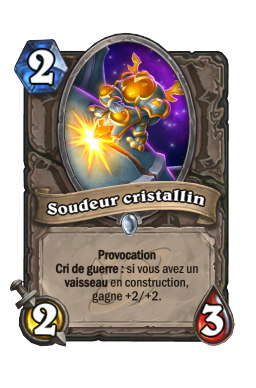 2
Soudeur cristallin
Provocation
Cri de guerre : si vous avez un
vaisseau en construction,
gagne +2/+2.
2
3